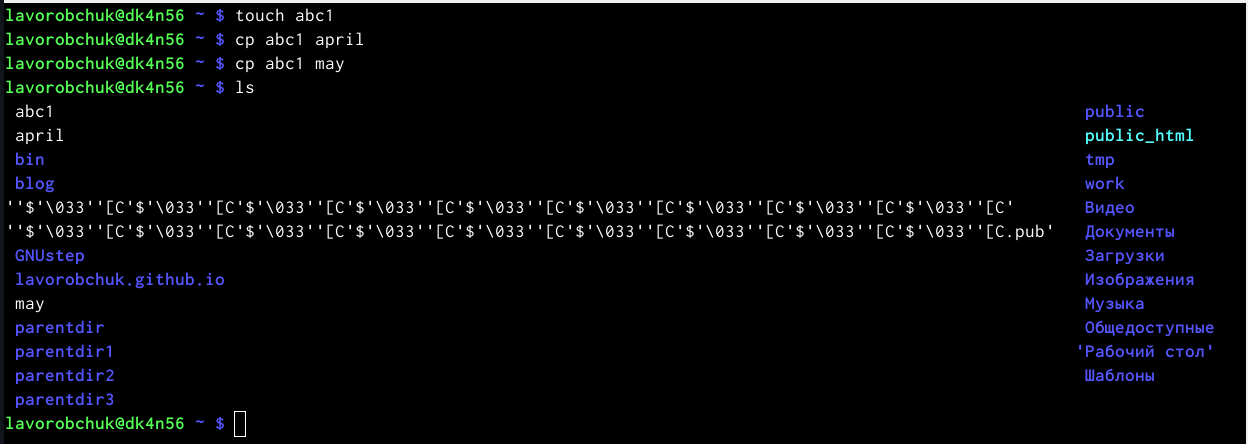 lavorobchuk@dk4n56 ~ $ touch abc1
lavorobchuk@dk4n56 ~ $ cp abc1 april
lavorobchuk@dk4n56 ~ $ cp abc1 may
lavorobchuk@dk4n56 ~ $ ls
abc1 public
april public_html
bin tmp
blog work
''$'\033''[C'$'\033''[C'$'\033''[C'$'\033''[C'$'\033''[C'$'\033''[C'$'\033''[C'$'\033''[C'$'\033''[C' Видео
''$'\033''[C'$'\033''[C'$'\033''[C'$'\033''[C'$'\033''[C'$'\033''[C'$'\033''[C'$'\033''[C'$'\033''[C.pub' Документы
GNUstep Загрузки
lavorobchuk.github.io Изображения
may Музыка
parentdir Общедоступные
parentdir1 'Рабочий стол'
parentdir2 Шаблоны
parentdir3
lavorobchuk@dk4n56 ~ $